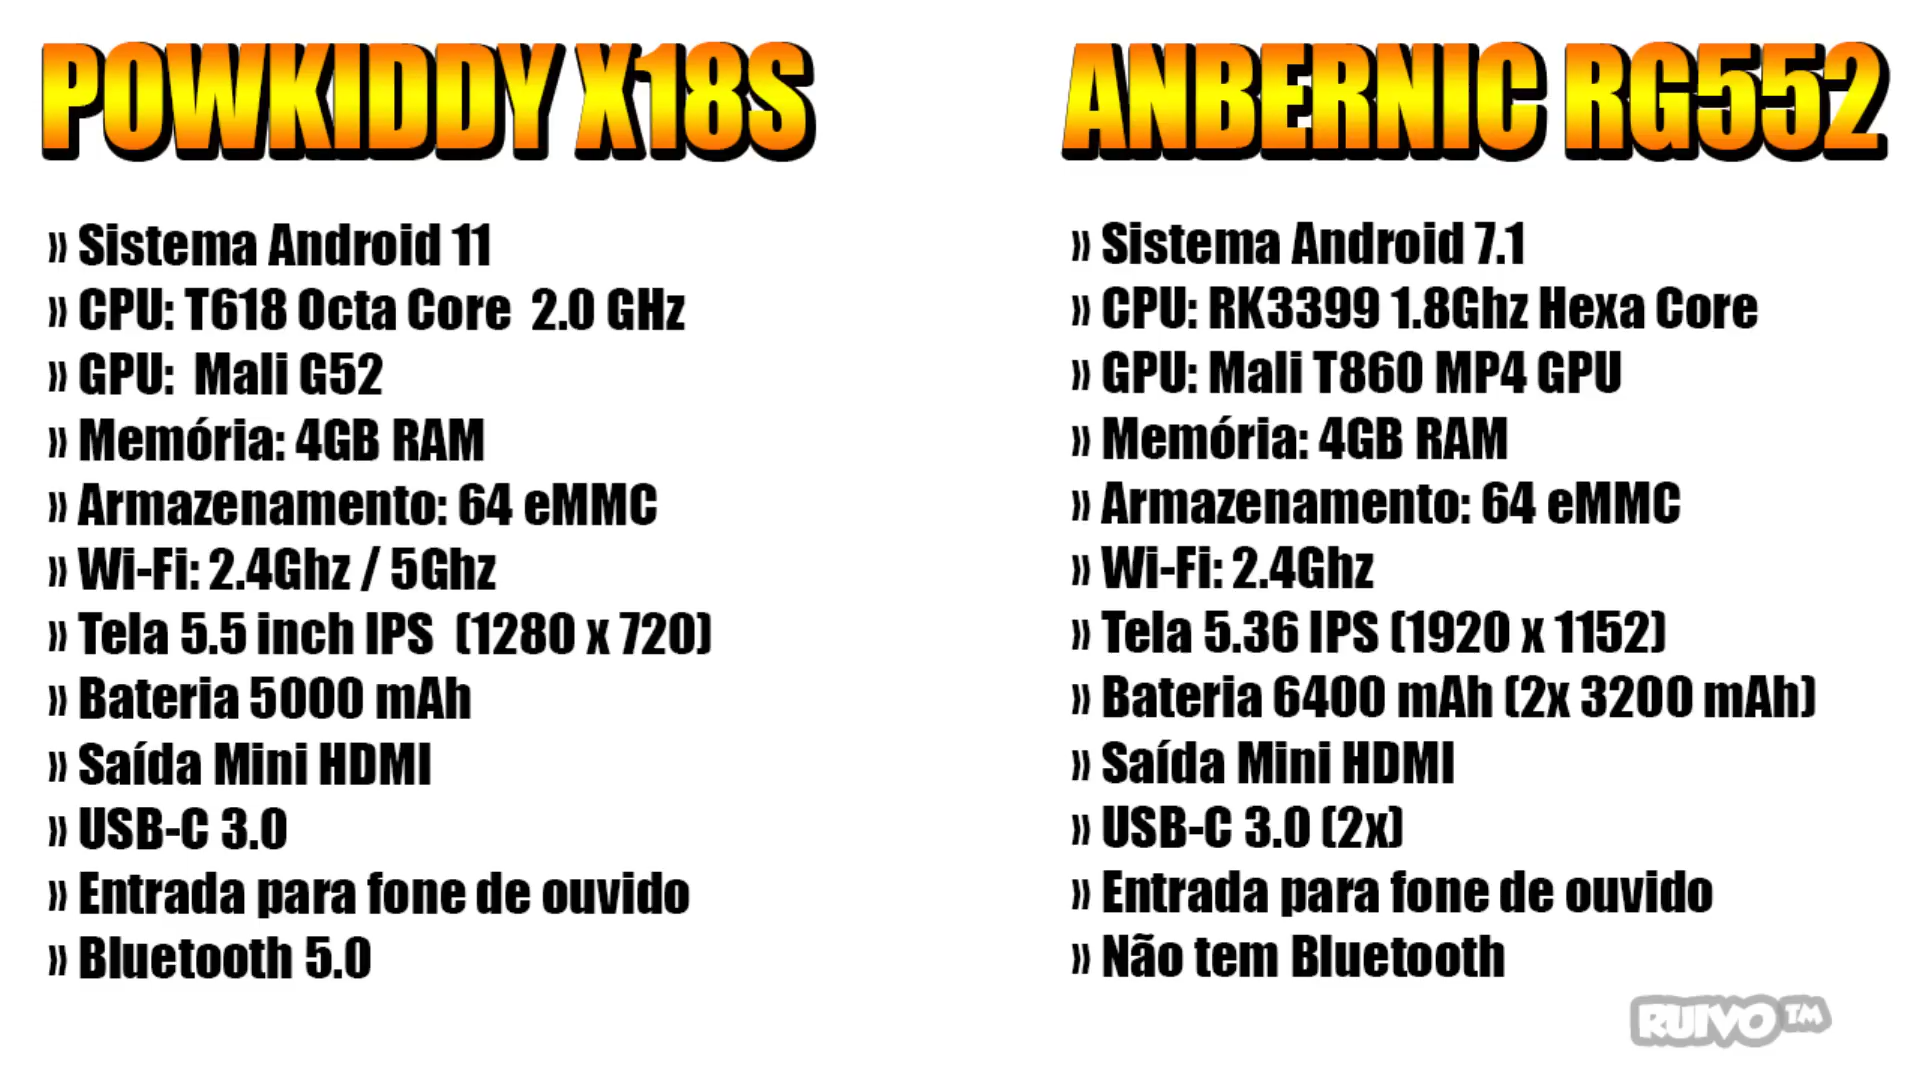 POWKIDDY X18S
» Sistema Android 11
» CPU: T618 Octa Core 2.0 GHz
» GPU: Mali G52
» Memória: 4GB RAM
» Armazenamento: 64 eMMC
» Wi-Fi: 2.4Ghz / 5Ghz
» Tela 5.5 inch IPS (1280 x 720)
» Bateria 5000 mAh
» Saída Mini HDMI
» USB-C 3.0
» Entrada para fone de ouvido
» Bluetooth 5.0
ANBERNIC RG552
» Sistema Android 7.1
» CPU: RK3399 1.8Ghz Hexa Core
» GPU: Mali T860 MP4 GPU
» Memória: 4GB RAM
» Armazenamento: 64 eMMC
» Wi-Fi: 2.4Ghz
» Tela 5.36 IPS (1920 x 1152)
» Bateria 6400 mAh (2x 3200 mAh)
» Saída Mini HDMI
» USB-C 3.0 (2x)
» Entrada para fone de ouvido
» Não tem Bluetooth
RUIVO™